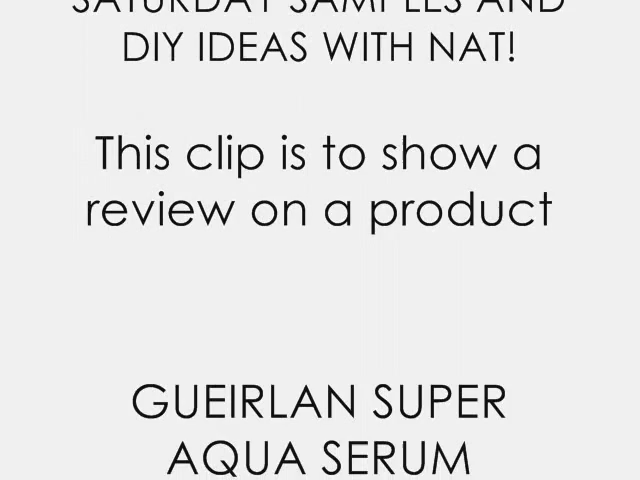 SATURDAY SAMPLES AND
DIY IDEAS WITH NAT!
This clip is to show a
review on a product
GUEIRLAN SUPER
AQUA SERUM